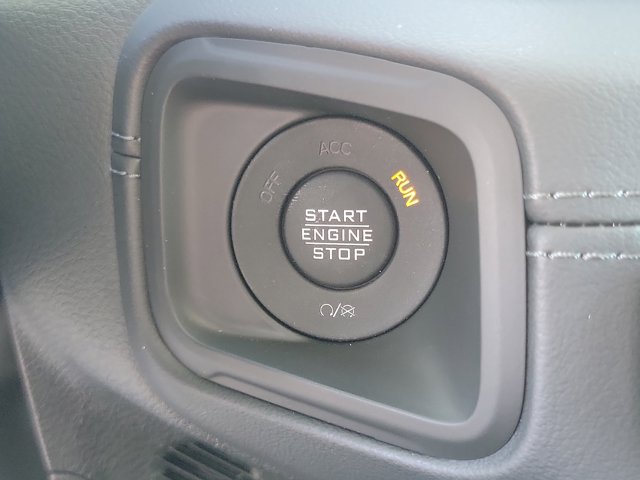 OFF
ACC
RUN
START
ENGINE
STOP